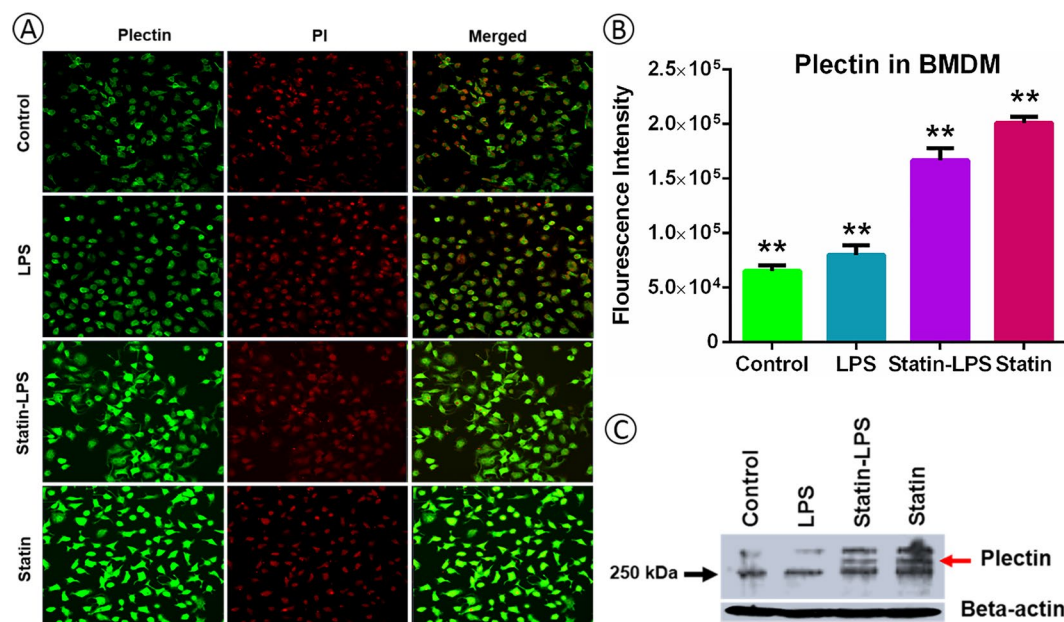 A
Plectin PI Merged
Control
LPS
Statin-LPS
Statin
B
Plectin in BMDM
Flourescence Intensity
2.5×10⁵
2.0×10⁵
1.5×10⁵
1.0×10⁵
5.0×10⁴
0
** ** ** **
Control LPS Statin-LPS Statin
C
Control LPS Statin-LPS Statin
250 kDa
Plectin
Beta-actin